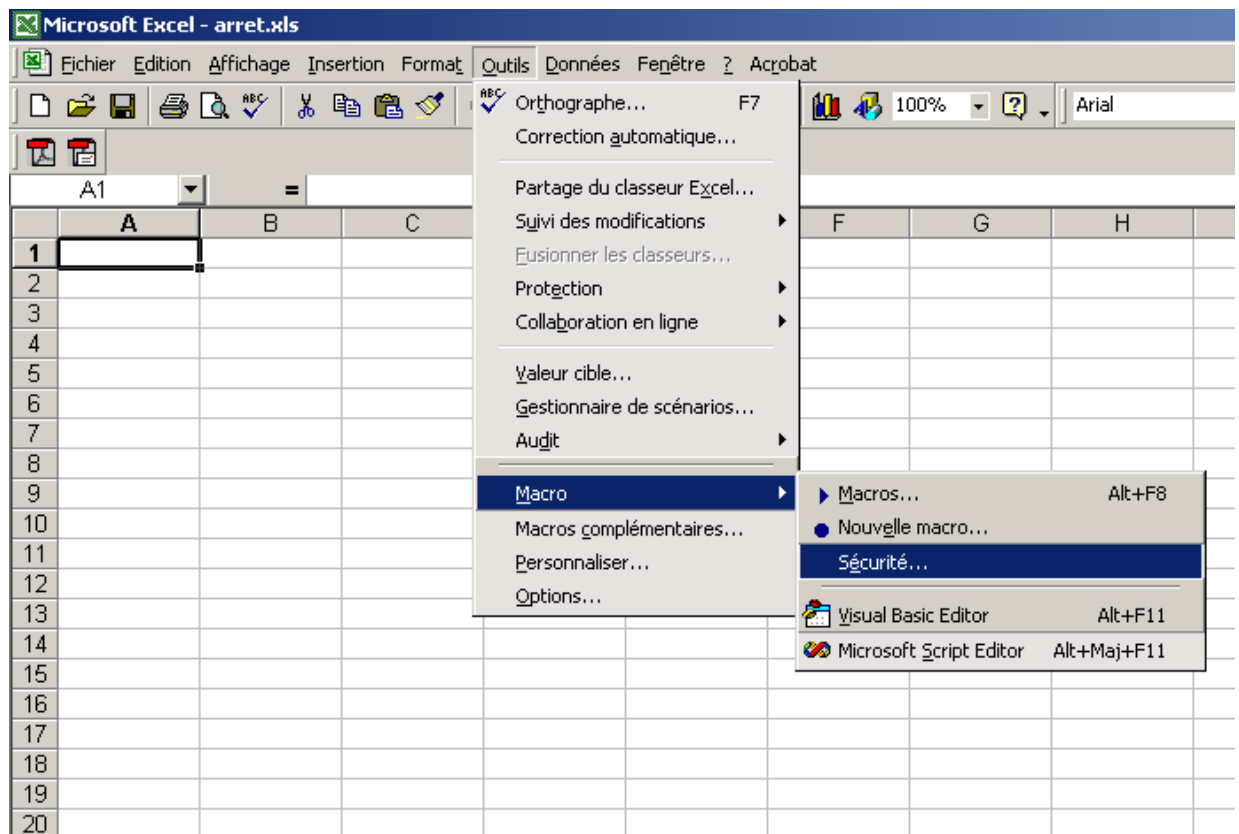 Microsoft Excel - arret.xls
Fichier Edition Affichage Insertion Format Outils Données Fenêtre ? Acrobat
100% Arial
A1 =
A B C F G H
1
2
3
4
5
6
7
8
9
10
11
12
13
14
15
16
17
18
19
20
ABC Orthographe... F7
Correction automatique...
Partage du classeur Excel...
Suivi des modifications
Fusionner les classeurs...
Protection
Collaboration en ligne
Valeur cible...
Gestionnaire de scénarios...
Audit
Macro
Macros complémentaires...
Personnaliser...
Options...
Macros... Alt+F8
Nouvelle macro...
Sécurité...
Visual Basic Editor Alt+F11
Microsoft Script Editor Alt+Maj+F11